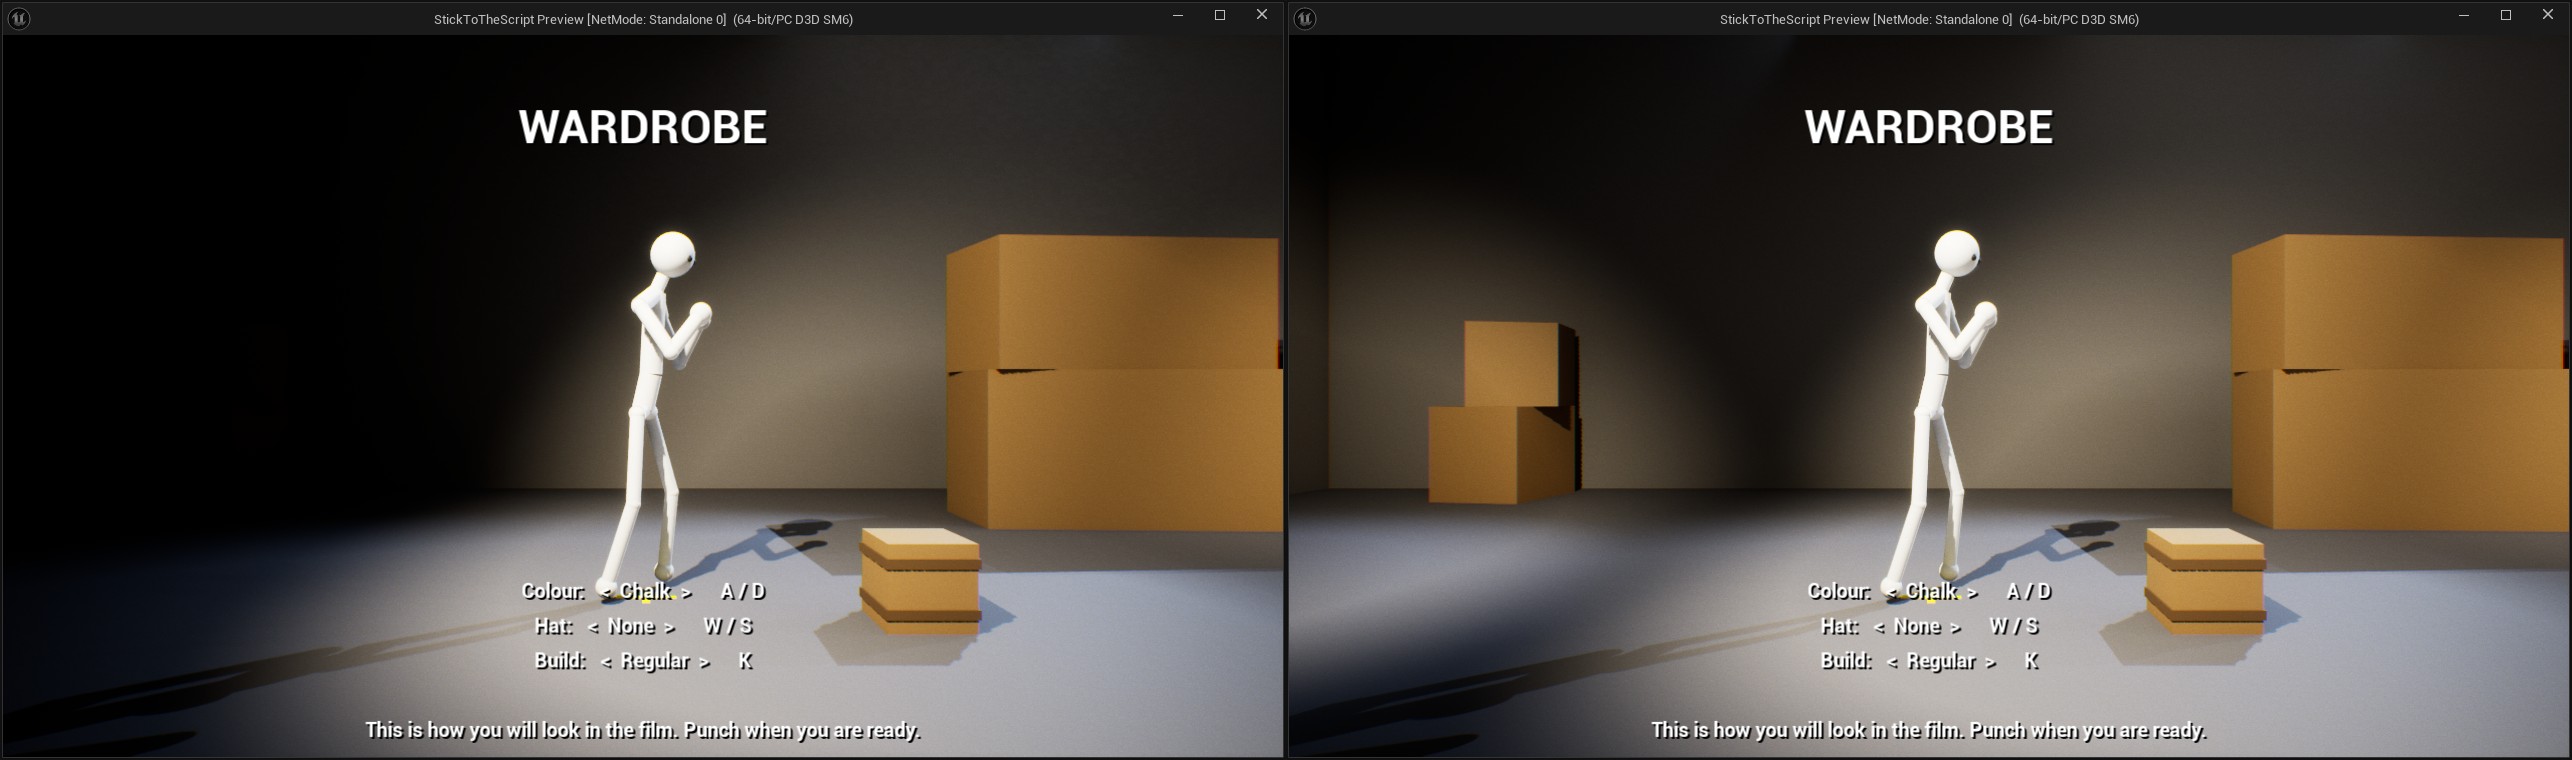 StickToTheScript Preview [NetMode: Standalone 0] (64-bit/PC D3D SM6)
WARDROBE
Colour: < Chalk > A / D
Hat: < None > W / S
Build: < Regular > K
This is how you will look in the film. Punch when you are ready.
StickToTheScript Preview [NetMode: Standalone 0] (64-bit/PC D3D SM6)
WARDROBE
Colour: < Chalk > A / D
Hat: < None > W / S
Build: < Regular > K
This is how you will look in the film. Punch when you are ready.